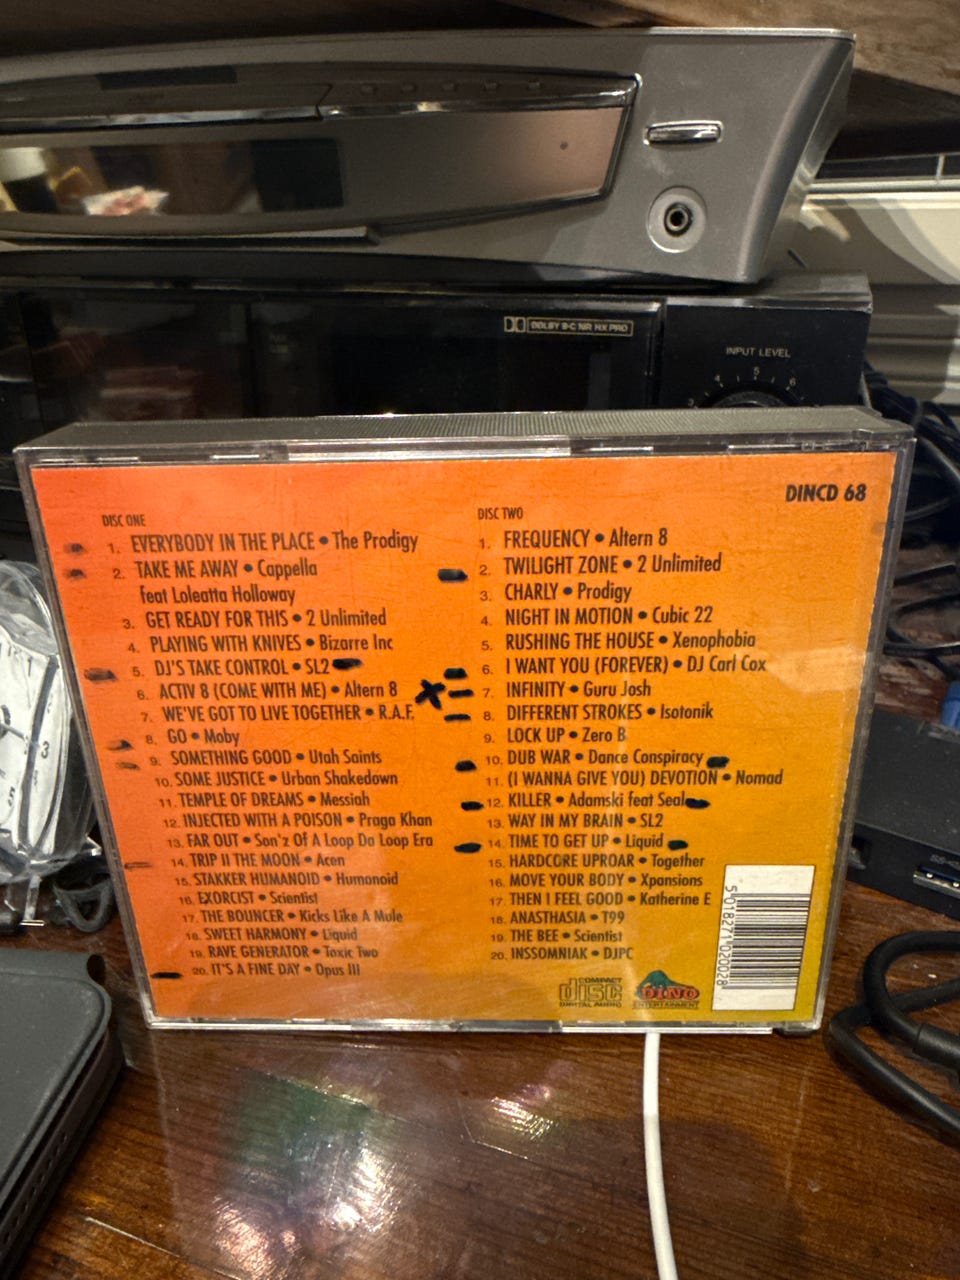 DOLBY B-C NR HX PRO
INPUT LEVEL
4 5 6
3
DINCD 68
DISC ONE
1. EVERYBODY IN THE PLACE • The Prodigy
2. TAKE ME AWAY • Cappella
feat Loleatta Holloway
3. GET READY FOR THIS • 2 Unlimited
4. PLAYING WITH KNIVES • Bizarre Inc
5. DJ'S TAKE CONTROL • SL2
6. ACTIV 8 (COME WITH ME) • Altern 8
7. WE'VE GOT TO LIVE TOGETHER • R.A.F.
8. GO • Moby
9. SOMETHING GOOD • Utah Saints
10. SOME JUSTICE • Urban Shakedown
11. TEMPLE OF DREAMS • Messiah
12. INJECTED WITH A POISON • Praga Khan
13. FAR OUT • Son'z Of A Loop Da Loop Era
14. TRIP II THE MOON • Acen
15. STAKKER HUMANOID • Humanoid
16. EXORCIST • Scientist
17. THE BOUNCER • Kicks Like A Mule
18. SWEET HARMONY • Liquid
19. RAVE GENERATOR • Toxic Two
20. IT'S A FINE DAY • Opus III
DISC TWO
1. FREQUENCY • Altern 8
2. TWILIGHT ZONE • 2 Unlimited
3. CHARLY • Prodigy
4. NIGHT IN MOTION • Cubic 22
5. RUSHING THE HOUSE • Xenophobia
6. I WANT YOU (FOREVER) • DJ Carl Cox
7. INFINITY • Guru Josh
8. DIFFERENT STROKES • Isotonik
9. LOCK UP • Zero B
10. DUB WAR • Dance Conspiracy
11. (I WANNA GIVE YOU) DEVOTION • Nomad
12. KILLER • Adamski feat Seal
13. WAY IN MY BRAIN • SL2
14. TIME TO GET UP • Liquid
15. HARDCORE UPROAR • Together
16. MOVE YOUR BODY • Xpansions
17. THEN I FEEL GOOD • Katherine E
18. ANASTHASIA • T99
19. THE BEE • Scientist
20. INSSOMNIAK • DJPC
COMPACT
disc
DIGITAL AUDIO
DINO
ENTERTAINMENT
5 018271 020028